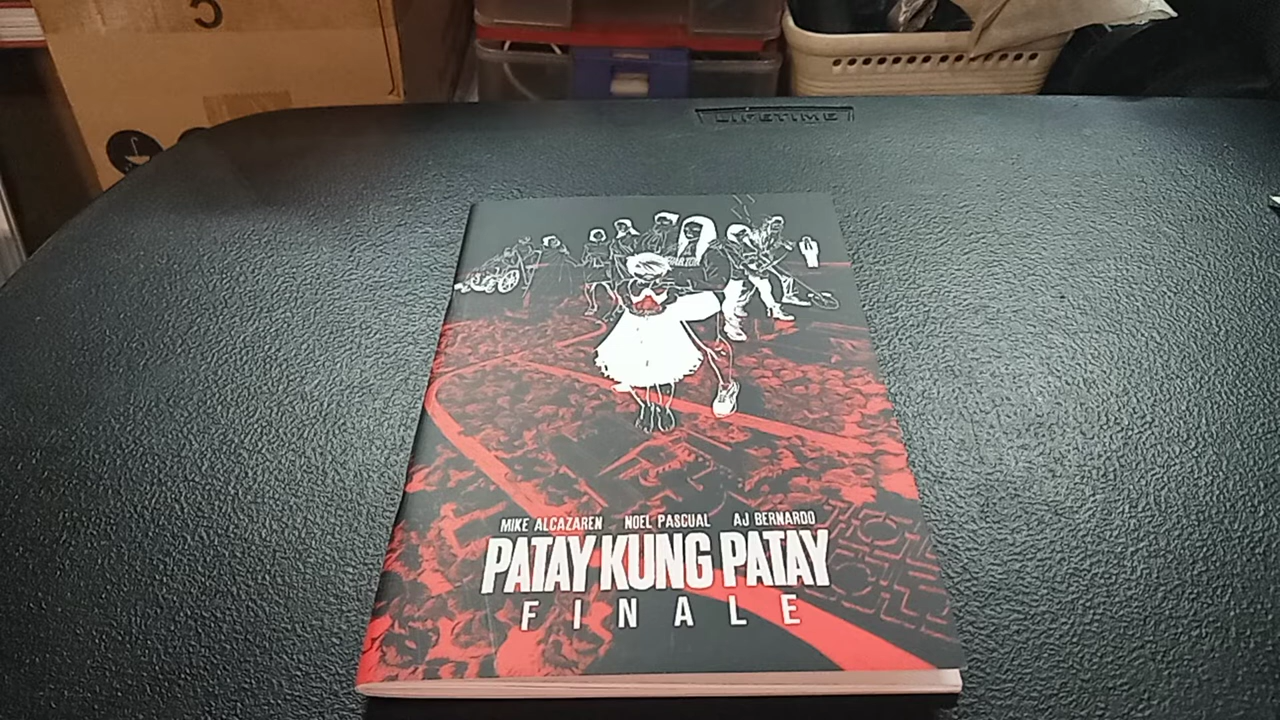 LIFETIME
MIKE ALCAZAREN NOEL PASCUAL AJ BERNARDO
PATAY KUNG PATAY
FINALE